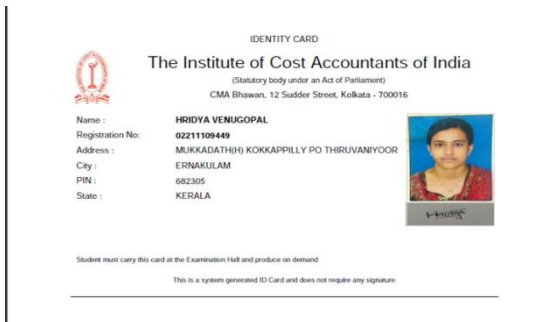 IDENTITY CARD
The Institute of Cost Accountants of India
(Statutory body under an Act of Parliament)
CMA Bhawan, 12 Sudder Street, Kolkata - 700016
Name : HRIDYA VENUGOPAL
Registration No: 02211109449
Address : MUKKADATH(H) KOKKAPPILLY PO THIRUVANIYOOR
City : ERNAKULAM
PIN : 682305
State : KERALA
Student must carry this card at the Examination Hall and produce on demand
This is a system generated ID Card and does not require any signature